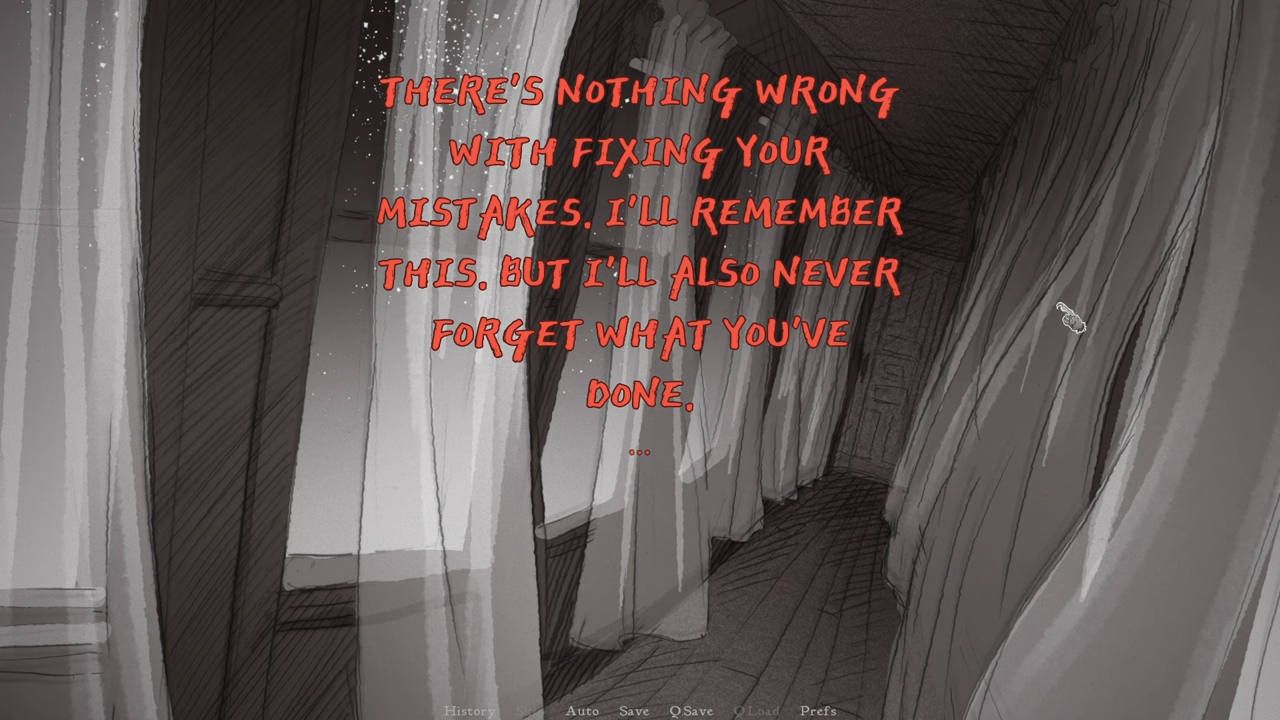 THERE'S NOTHING WRONG
WITH FIXING YOUR
MISTAKES. I'LL REMEMBER
THIS. BUT I'LL ALSO NEVER
FORGET WHAT YOU'VE
DONE.
...
History Skip Auto Save Q.Save Q.Load Prefs